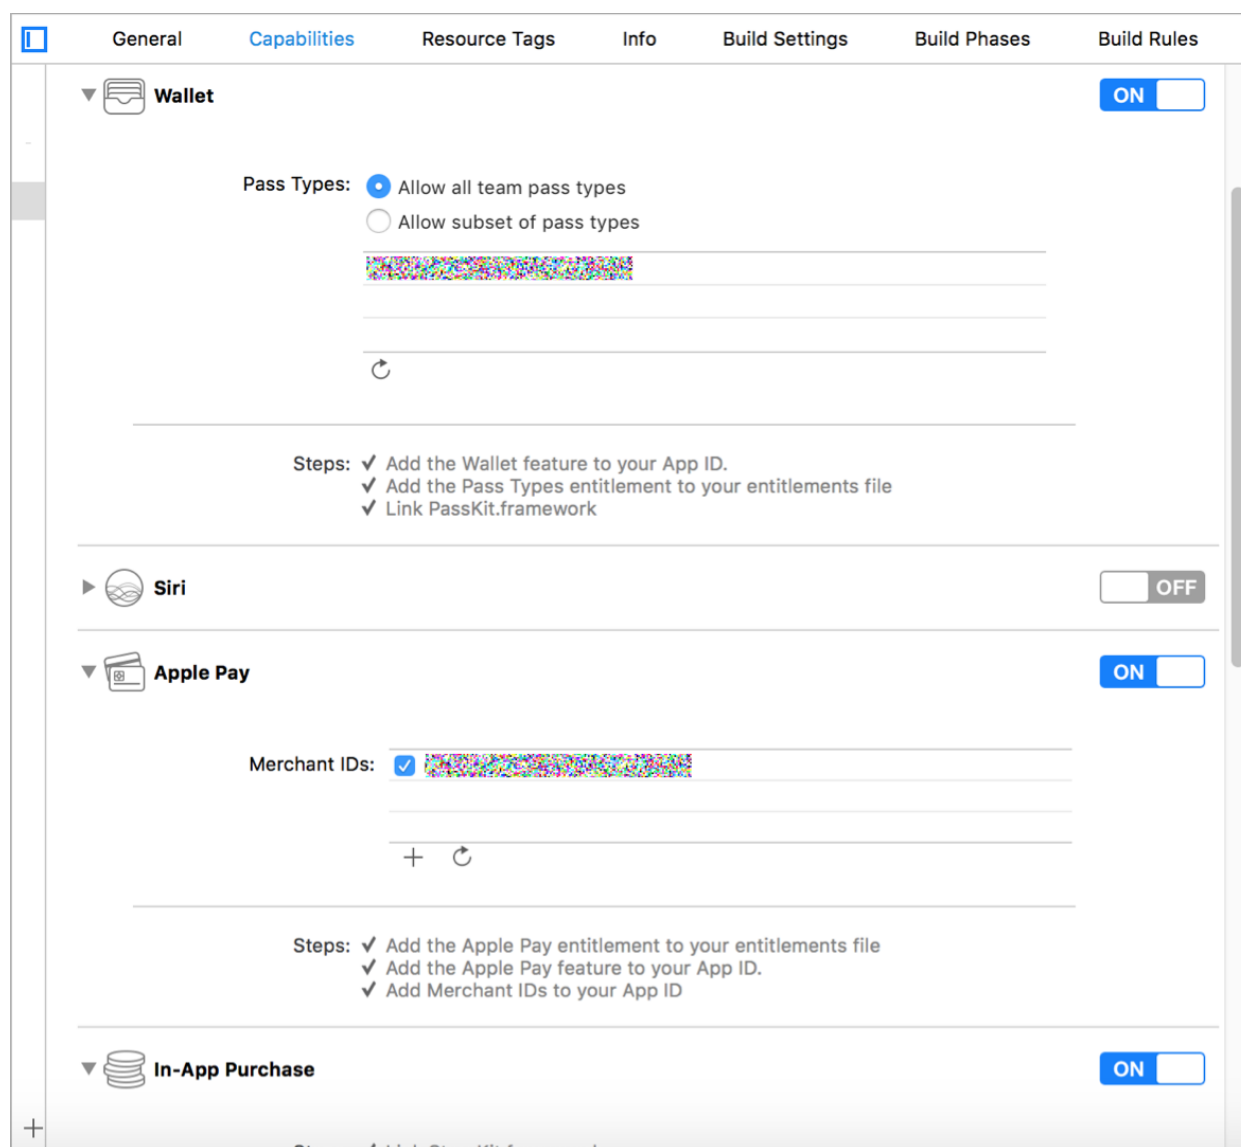 General Capabilities Resource Tags Info Build Settings Build Phases Build Rules
Wallet ON
Pass Types: Allow all team pass types
Allow subset of pass types
Steps: ✓ Add the Wallet feature to your App ID.
✓ Add the Pass Types entitlement to your entitlements file
✓ Link PassKit.framework
Siri OFF
Apple Pay ON
Merchant IDs:
Steps: ✓ Add the Apple Pay entitlement to your entitlements file
✓ Add the Apple Pay feature to your App ID.
✓ Add Merchant IDs to your App ID
In-App Purchase ON